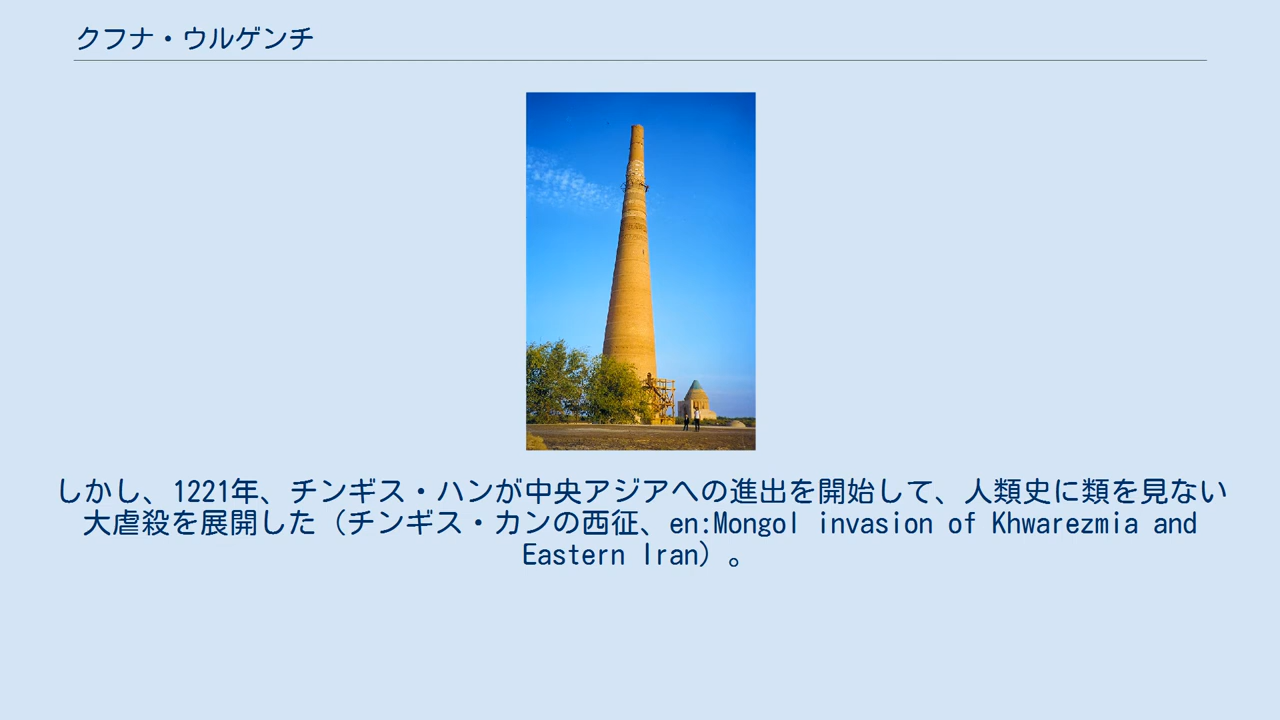 クフナ・ウルゲンチ
しかし、1221年、チンギス・ハンが中央アジアへの進出を開始して、人類史に類を見ない
大虐殺を展開した（チンギス・カンの西征、en:Mongol invasion of Khwarezmia and
Eastern Iran）。